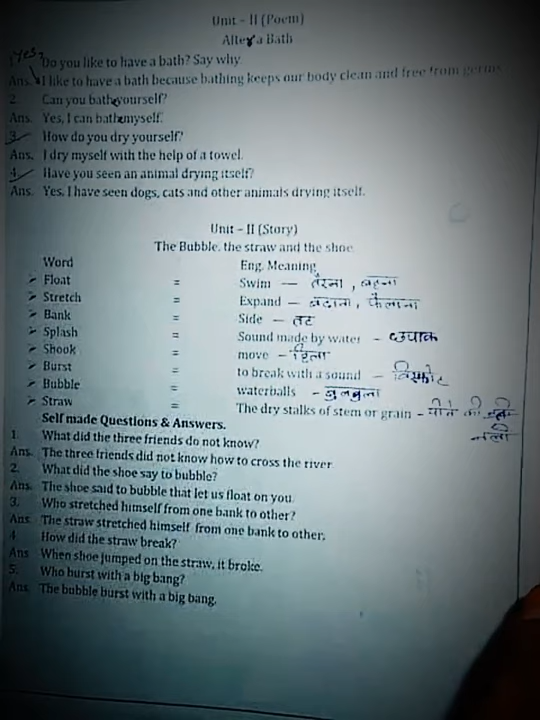 Unit - II (Poem)
After a Bath
Yes?
1. Do you like to have a bath? Say why.
Ans. I like to have a bath because bathing keeps our body clean and free from germs
2. Can you bathe yourself?
Ans. Yes, I can bathe myself.
3. How do you dry yourself?
Ans. I dry myself with the help of a towel.
4. Have you seen an animal drying itself?
Ans. Yes. I have seen dogs, cats and other animals drying itself.
Unit - II (Story)
The Bubble, the straw and the shoe
Word Eng. Meaning
➢ Float = Swim - तैरना, बहना
➢ Stretch = Expand - बढाना, फैलाना
➢ Bank = Side - तट
➢ Splash = Sound made by water - छपाक
➢ Shook = move - हिला
➢ Burst = to break with a sound - विस्फोट
➢ Bubble = waterballs - बुलबुला
➢ Straw = The dry stalks of stem or grain - पीने की
नली
Self made Questions & Answers.
1. What did the three friends do not know?
Ans. The three friends did not know how to cross the river
2. What did the shoe say to bubble?
Ans. The shoe said to bubble that let us float on you.
3. Who stretched himself from one bank to other?
Ans. The straw stretched himself from one bank to other.
4. How did the straw break?
Ans. When shoe jumped on the straw, it broke.
5. Who burst with a big bang?
Ans. The bubble burst with a big bang.